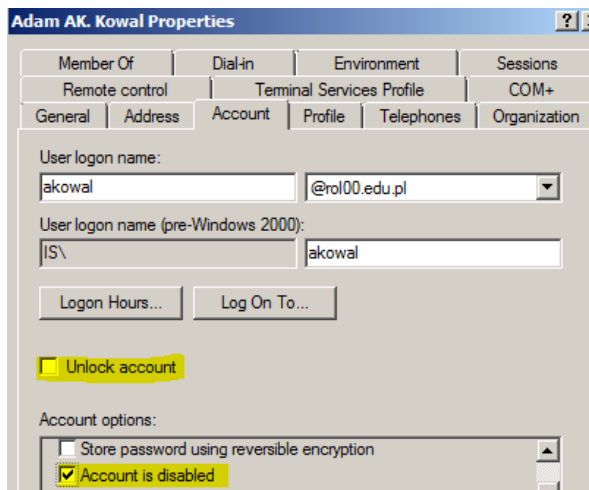 Adam AK. Kowal Properties ?
Member Of Dial-in Environment Sessions
Remote control Terminal Services Profile COM+
General Address Account Profile Telephones Organization
User logon name:
akowal @rol00.edu.pl
User logon name (pre-Windows 2000):
IS\ akowal
Logon Hours... Log On To...
Unlock account
Account options:
Store password using reversible encryption
Account is disabled